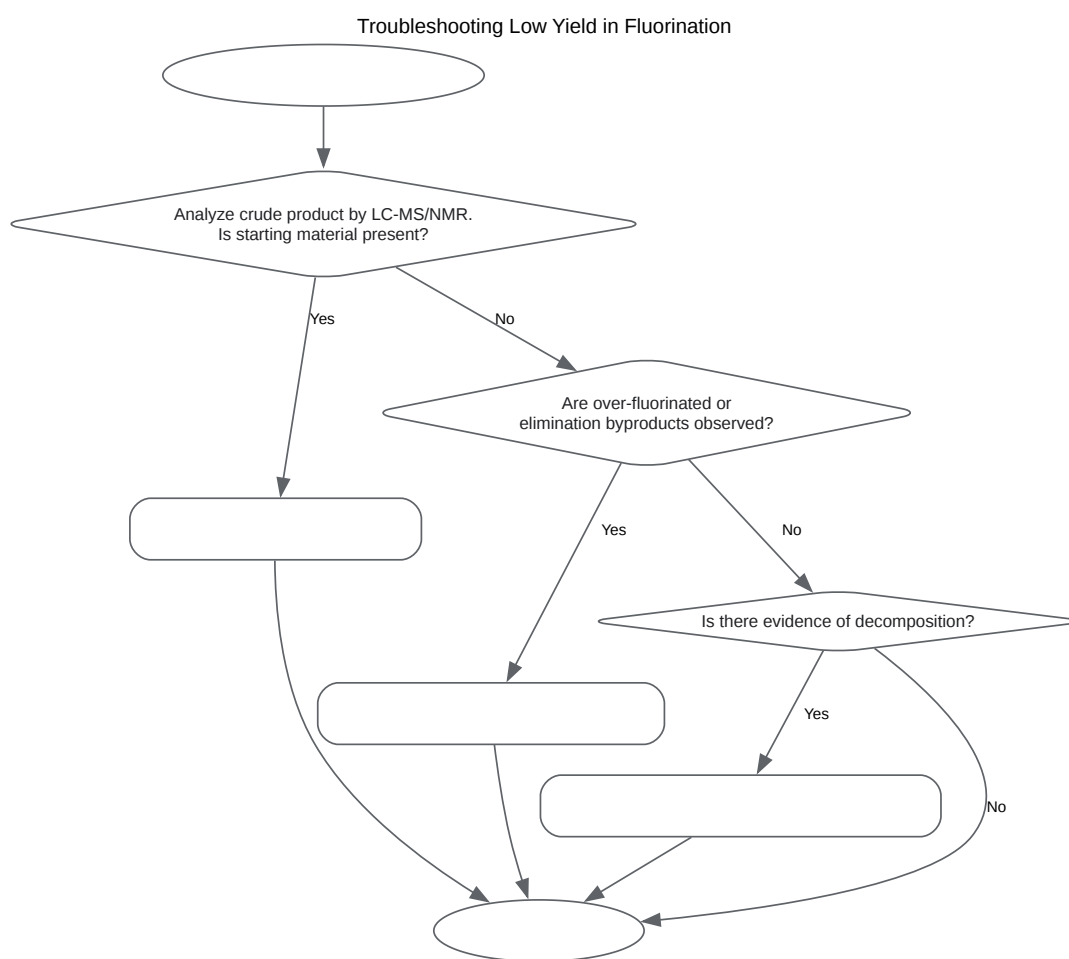 Troubleshooting Low Yield in Fluorination
Analyze crude product by LC-MS/NMR.
Is starting material present?
Yes
No
Are over-fluorinated or
elimination byproducts observed?
Yes
No
Is there evidence of decomposition?
Yes
No